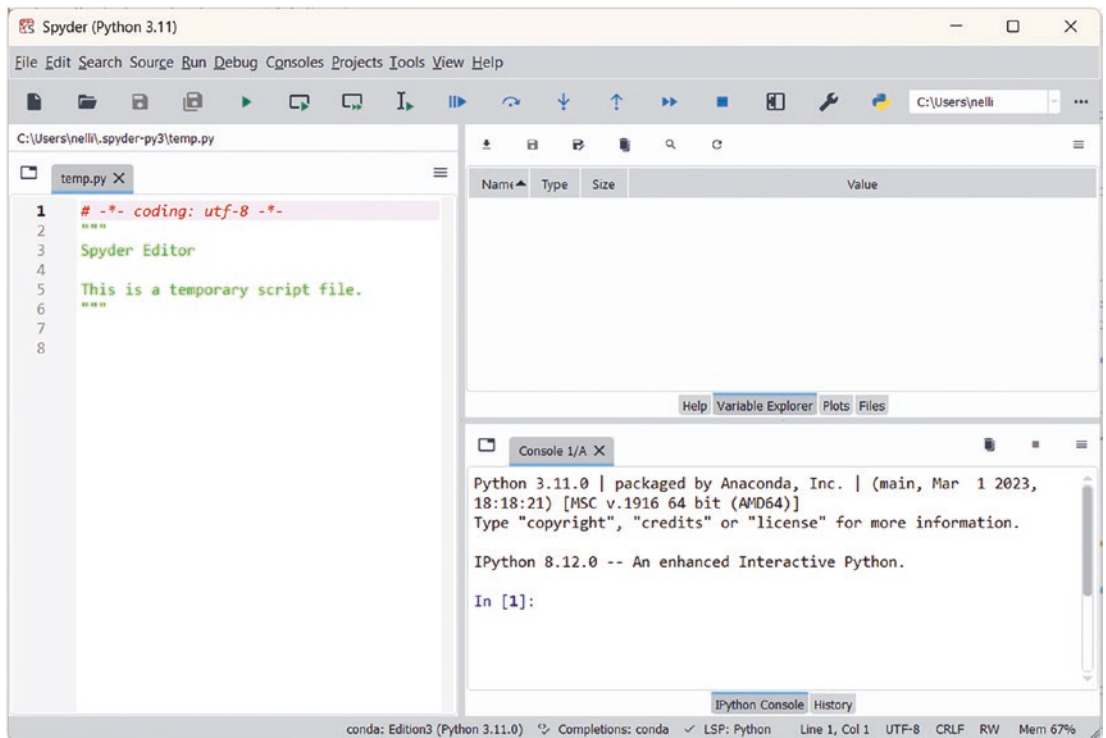 Spyder (Python 3.11)
File Edit Search Source Run Debug Consoles Projects Tools View Help
C:\Users\nelli
C:\Users\nelli\.spyder-py3\temp.py
temp.py
1 # -*- coding: utf-8 -*-
2 """
3 Spyder Editor
4
5 This is a temporary script file.
6 """
7
8
Name Type Size Value
Help Variable Explorer Plots Files
Console 1/A
Python 3.11.0 | packaged by Anaconda, Inc. | (main, Mar  1 2023,
18:18:21) [MSC v.1916 64 bit (AMD64)]
Type "copyright", "credits" or "license" for more information.
IPython 8.12.0 -- An enhanced Interactive Python.
In [1]:
IPython Console History
conda: Edition3 (Python 3.11.0) Completions: conda ✓ LSP: Python Line 1, Col 1 UTF-8 CRLF RW Mem 67%